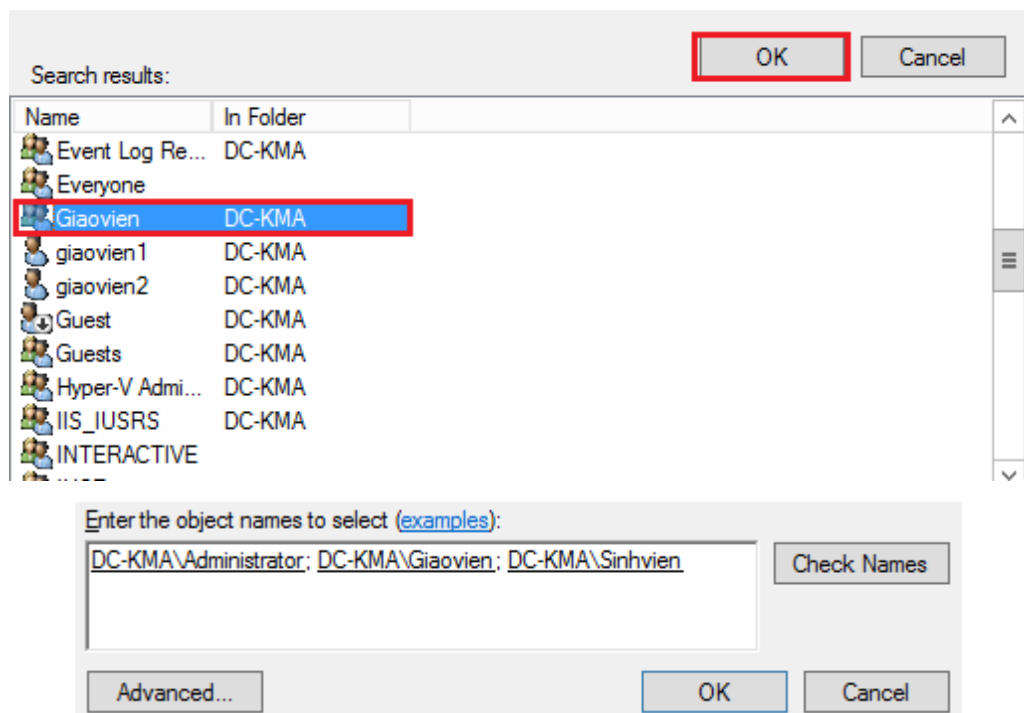 OK Cancel
Search results:
Name In Folder
Event Log Re... DC-KMA
Everyone
Giaovien DC-KMA
giaovien1 DC-KMA
giaovien2 DC-KMA
Guest DC-KMA
Guests DC-KMA
Hyper-V Admi... DC-KMA
IIS_IUSRS DC-KMA
INTERACTIVE
Enter the object names to select (examples):
DC-KMA\Administrator; DC-KMA\Giaovien; DC-KMA\Sinhvien
Check Names
Advanced... OK Cancel